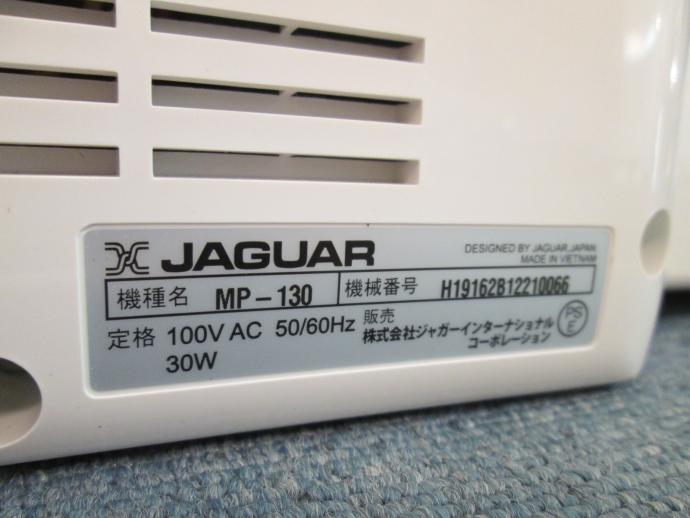 JAGUAR
DESIGNED BY JAGUAR,JAPAN
MADE IN VIETNAM
機種名 MP-130 機械番号 H19162B12210066
定格 100V AC 50/60Hz
30W
販売
株式会社ジャガーインターナショナル
コーポレーション
PS
E